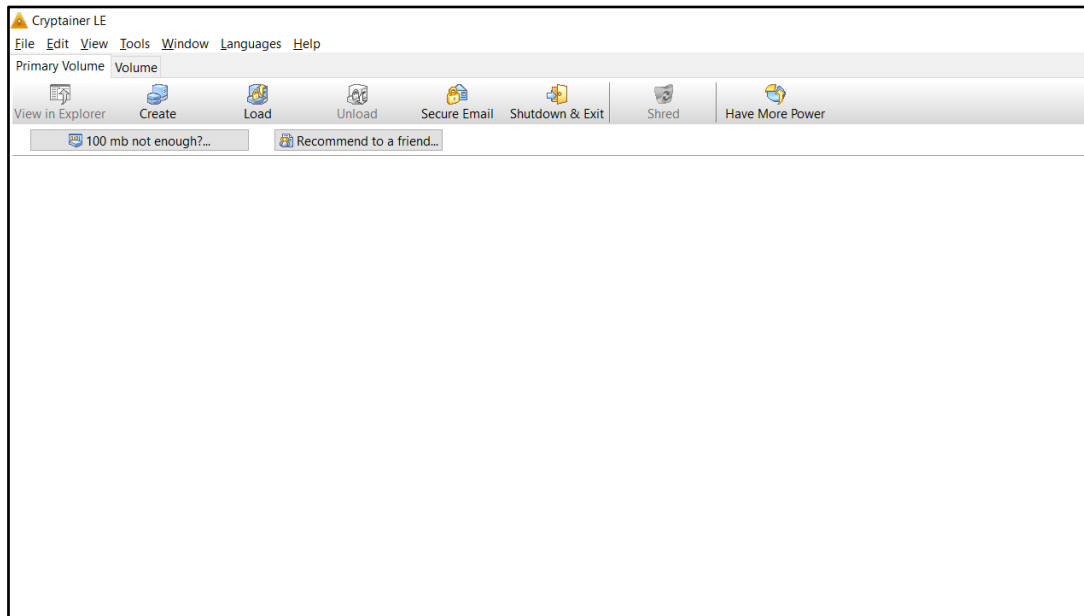 Cryptainer LE
File Edit View Tools Window Languages Help
Primary Volume Volume
View in Explorer Create Load Unload Secure Email Shutdown & Exit Shred Have More Power
100 mb not enough?... Recommend to a friend...